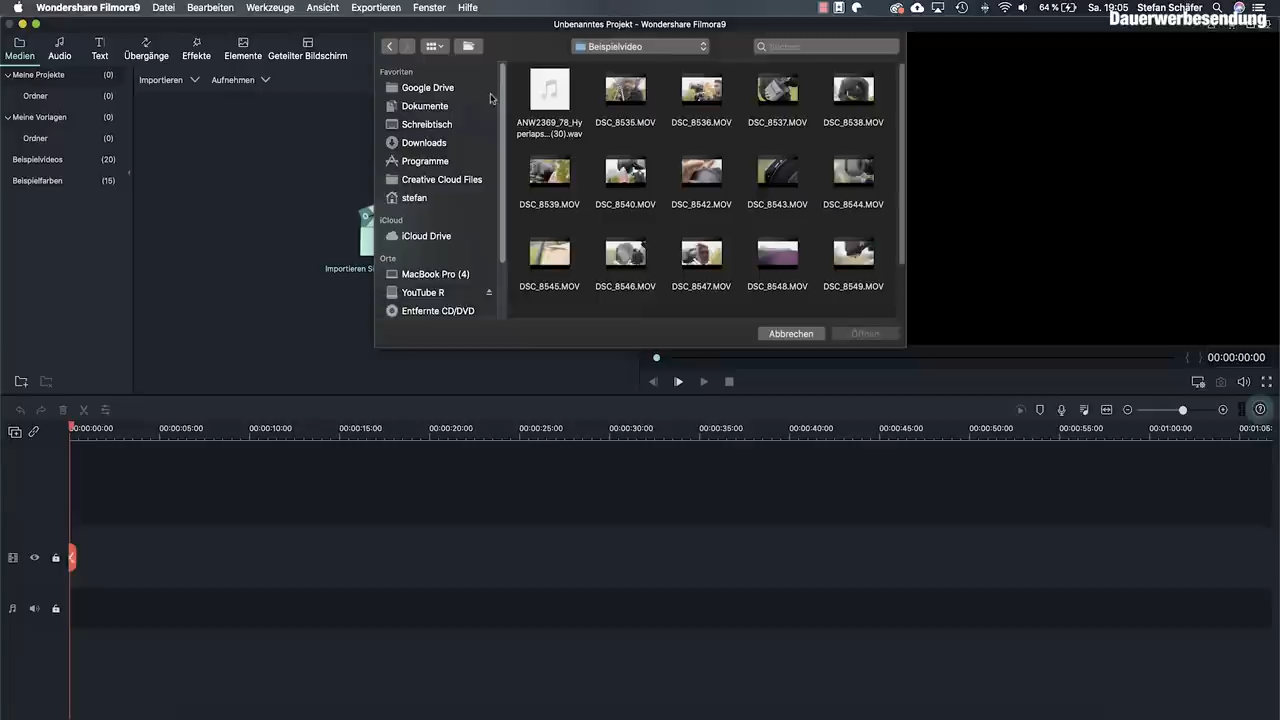 Wondershare Filmora9 Datei Bearbeiten Werkzeuge Ansicht Exportieren Fenster Hilfe 64 % Sa. 19:05 Stefan Schäfer
Dauerwerbesendung
Unbenanntes Projekt - Wondershare Filmora9
Medien Audio Text Übergänge Effekte Elemente Geteilter Bildschirm
Beispielvideo Suchen
Meine Projekte (0)
Ordner (0)
Meine Vorlagen (0)
Ordner (0)
Beispielvideos (20)
Beispielfarben (15)
Importieren Aufnehmen
Importieren Si
Favoriten
Google Drive
Dokumente
Schreibtisch
Downloads
Programme
Creative Cloud Files
stefan
iCloud
iCloud Drive
Orte
MacBook Pro (4)
YouTube R
Entfernte CD/DVD
ANW2369_78_Hy
perlaps...(30).wav
DSC_8535.MOV DSC_8536.MOV DSC_8537.MOV DSC_8538.MOV
DSC_8539.MOV DSC_8540.MOV DSC_8542.MOV DSC_8543.MOV DSC_8544.MOV
DSC_8545.MOV DSC_8546.MOV DSC_8547.MOV DSC_8548.MOV DSC_8549.MOV
Abbrechen Öffnen
00:00:00:00
00:00:00:00 00:00:05:00 00:00:10:00 00:00:15:00 00:00:20:00 00:00:25:00 00:00:30:00 00:00:35:00 00:00:40:00 00:00:45:00 00:00:50:00 00:00:55:00 00:01:00:00 00:01:05: